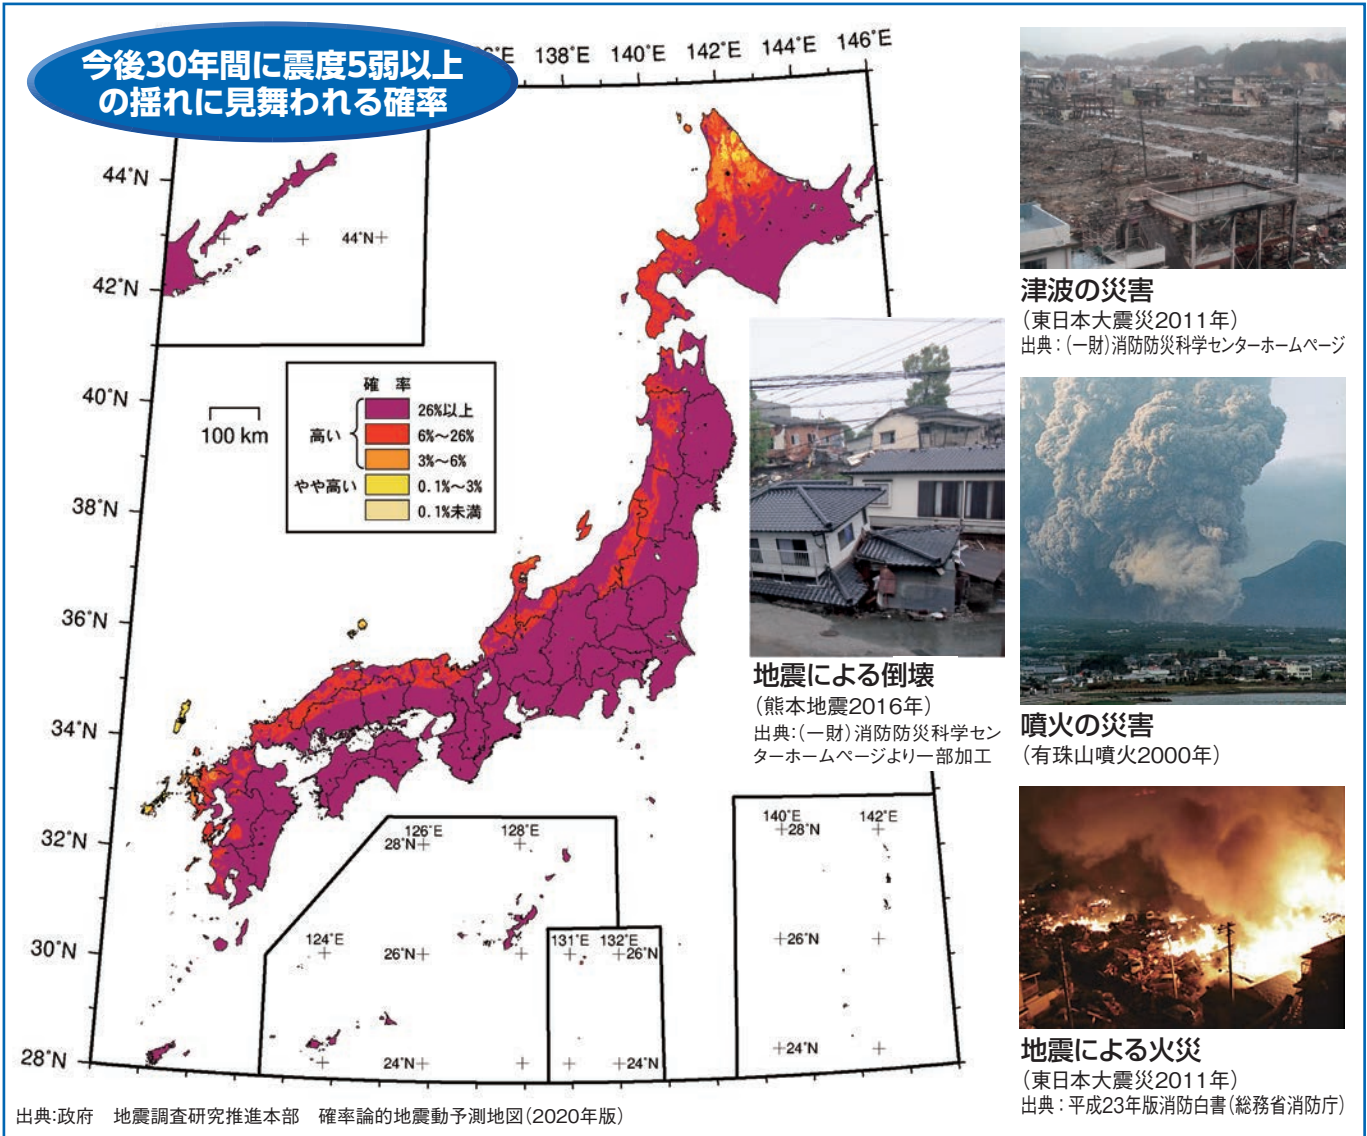 今後30年間に震度5弱以上
の揺れに見舞われる確率
138°E 140°E 142°E 144°E 146°E
44°N
42°N
40°N
38°N
36°N
34°N
32°N
30°N
28°N
44°N
100 km
確 率
高い
26%以上
6%～26%
3%～6%
やや高い
0.1%～3%
0.1%未満
126°E 128°E
28°N
124°E
26°N
24°N
131°E 132°E
26°N
24°N
140°E 142°E
28°N
26°N
24°N
出典:政府 地震調査研究推進本部 確率論的地震動予測地図(2020年版)
地震による倒壊
(熊本地震2016年)
出典:(一財)消防防災科学セン
ターホームページより一部加工
津波の災害
(東日本大震災2011年)
出典:(一財)消防防災科学センターホームページ
噴火の災害
(有珠山噴火2000年)
地震による火災
(東日本大震災2011年)
出典:平成23年版消防白書(総務省消防庁)